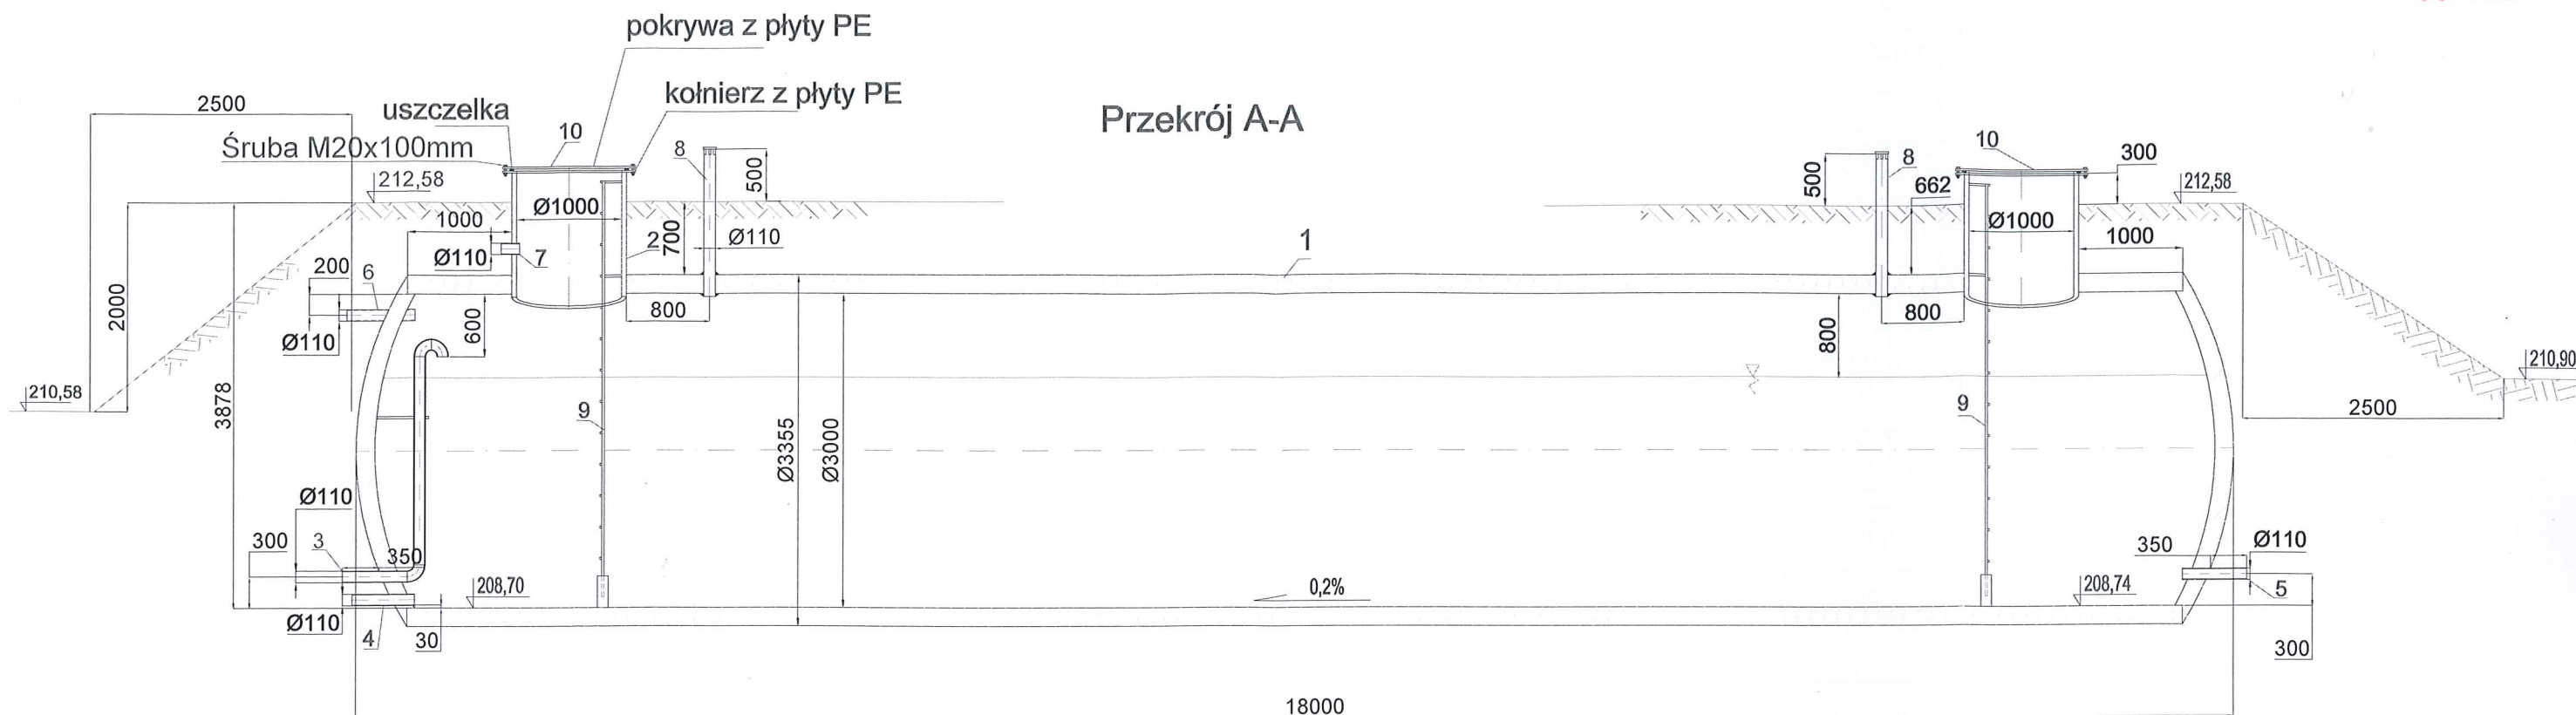 pokrywa z płyty PE
kołnierz z płyty PE
2500
uszczelka
Przekrój A-A
10
Śruba M20x100mm
8
500
212,58
1000
Ø1000
2
700
Ø110
Ø110
7
200
6
2000
Ø110
600
800
1
3878
210,58
9
Ø3355
Ø3000
Ø110
300
3
350
208,70
Ø110
4
30
0,2%
10
8
500
662
300
212,58
Ø1000
1000
800
800
210,90
9
2500
350
Ø110
208,74
5
300
18000